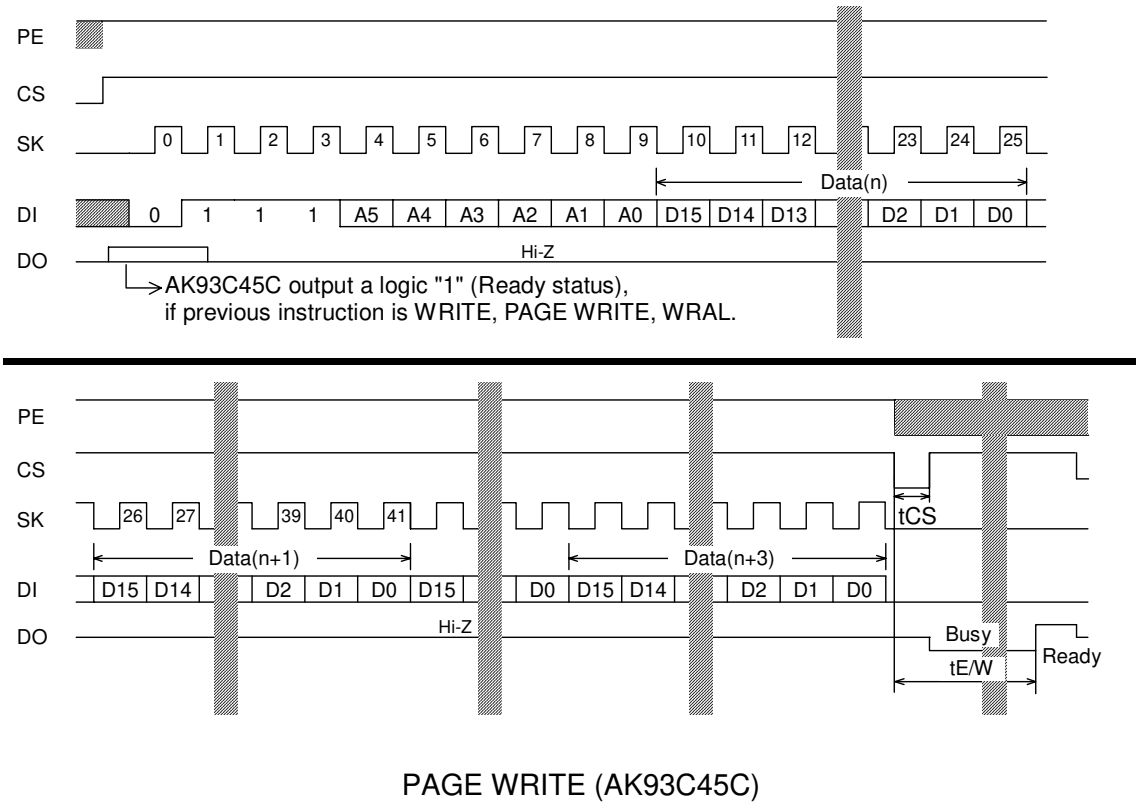 PE
CS
SK 0 1 2 3 4 5 6 7 8 9 10 11 12 23 24 25
Data(n)
DI 0 1 1 1 A5 A4 A3 A2 A1 A0 D15 D14 D13 D2 D1 D0
DO Hi-Z
AK93C45C output a logic "1" (Ready status),
if previous instruction is WRITE, PAGE WRITE, WRAL.
PE
CS
SK 26 27 39 40 41 tCS
Data(n+1) Data(n+3)
DI D15 D14 D2 D1 D0 D15 D0 D15 D14 D2 D1 D0
DO Hi-Z Busy
Ready
tE/W
PAGE WRITE (AK93C45C)